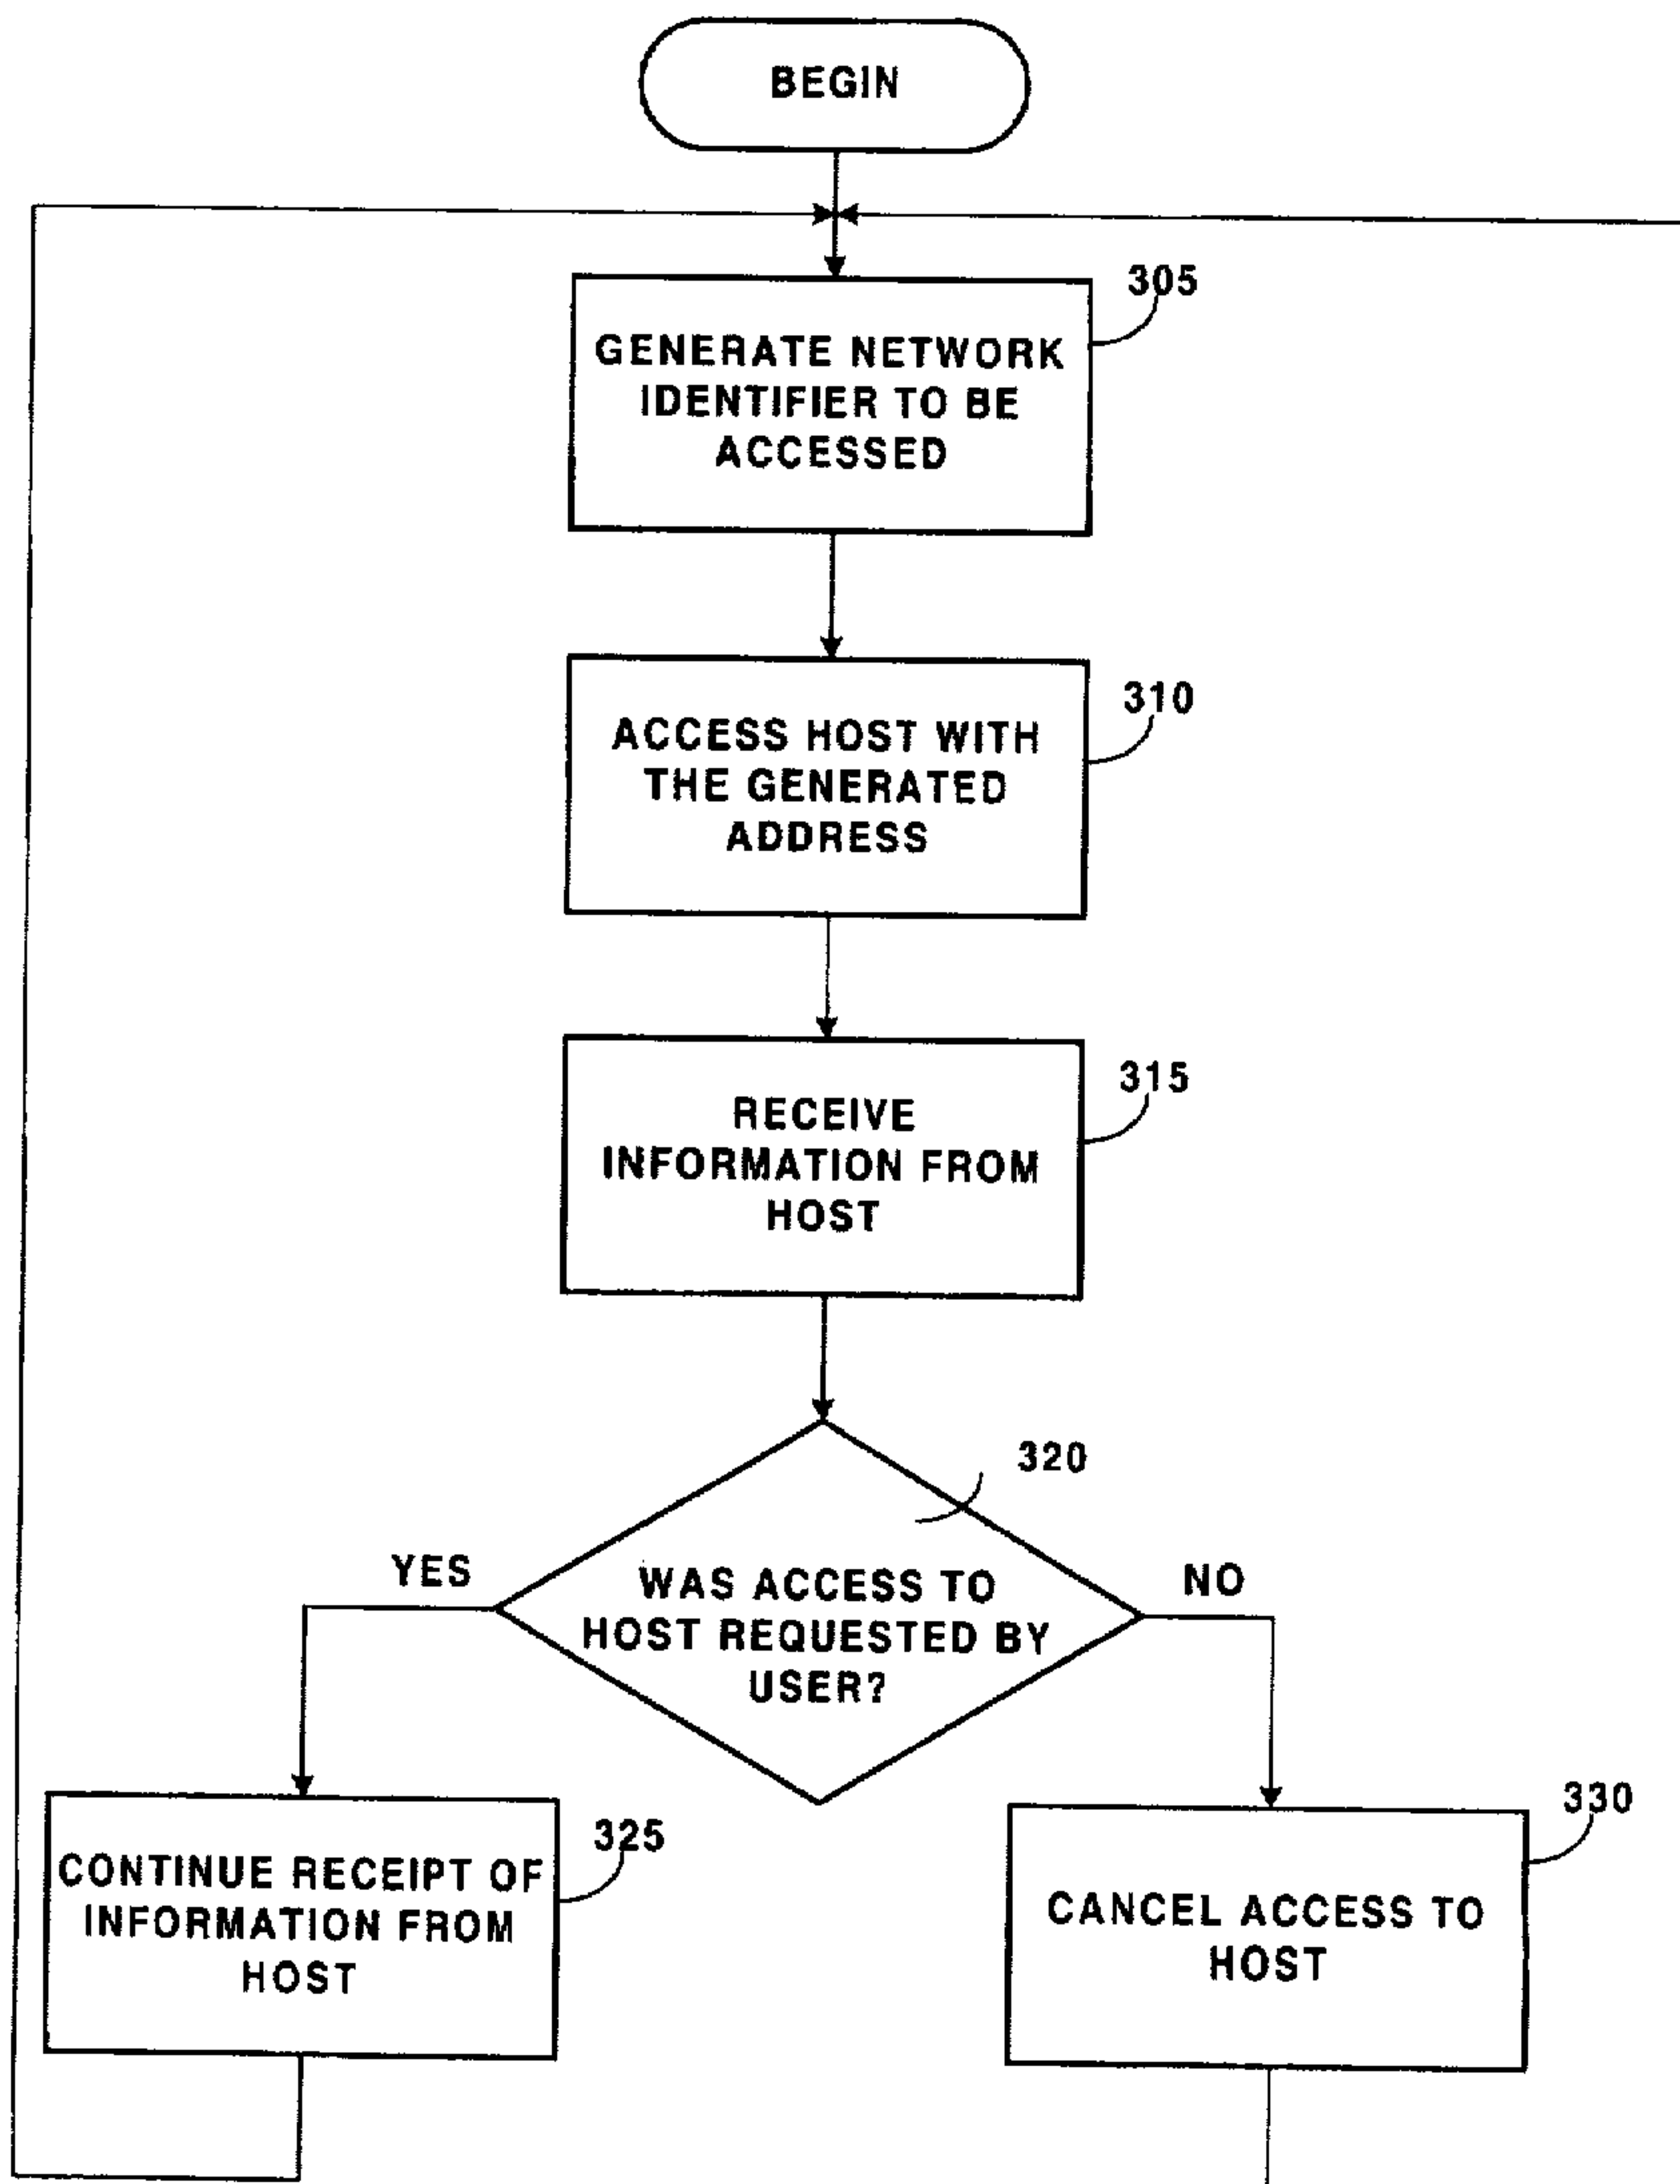 BEGIN
305
GENERATE NETWORK
IDENTIFIER TO BE
ACCESSED
310
ACCESS HOST WITH
THE GENERATED
ADDRESS
315
RECEIVE
INFORMATION FROM
HOST
320
YES
NO
WAS ACCESS TO
HOST REQUESTED BY
USER?
325
CONTINUE RECEIPT OF
INFORMATION FROM
HOST
330
CANCEL ACCESS TO
HOST